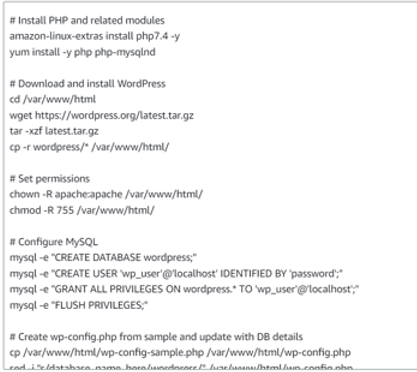 # Install PHP and related modules
amazon-linux-extras install php7.4 -y
yum install -y php php-mysqlnd

# Download and install WordPress
cd /var/www/html
wget https://wordpress.org/latest.tar.gz
tar -xzf latest.tar.gz
cp -r wordpress/* /var/www/html/

# Set permissions
chown -R apache:apache /var/www/html/
chmod -R 755 /var/www/html/

# Configure MySQL
mysql -e "CREATE DATABASE wordpress;"
mysql -e "CREATE USER 'wp_user'@'localhost' IDENTIFIED BY 'password';"
mysql -e "GRANT ALL PRIVILEGES ON wordpress.* TO 'wp_user'@'localhost';"
mysql -e "FLUSH PRIVILEGES;"

# Create wp-config.php from sample and update with DB details
cp /var/www/html/wp-config-sample.php /var/www/html/wp-config.php
sed -i "s/database_name_here/wordpress/" /var/www/html/wp-config.php